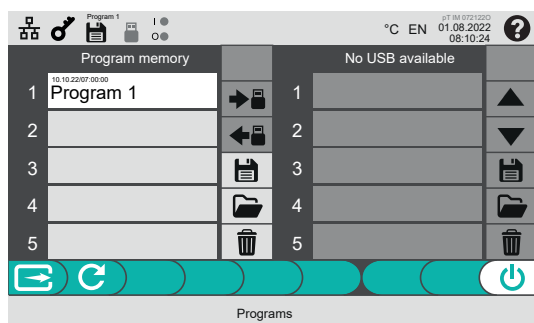 Program 1
I
O
°C EN
pT IM 072122O
01.08.2022
08:10:24
?
Program memory
No USB available
1
10.10.22/07:00:00
Program 1
1
2
2
3
3
4
4
5
5
Programs